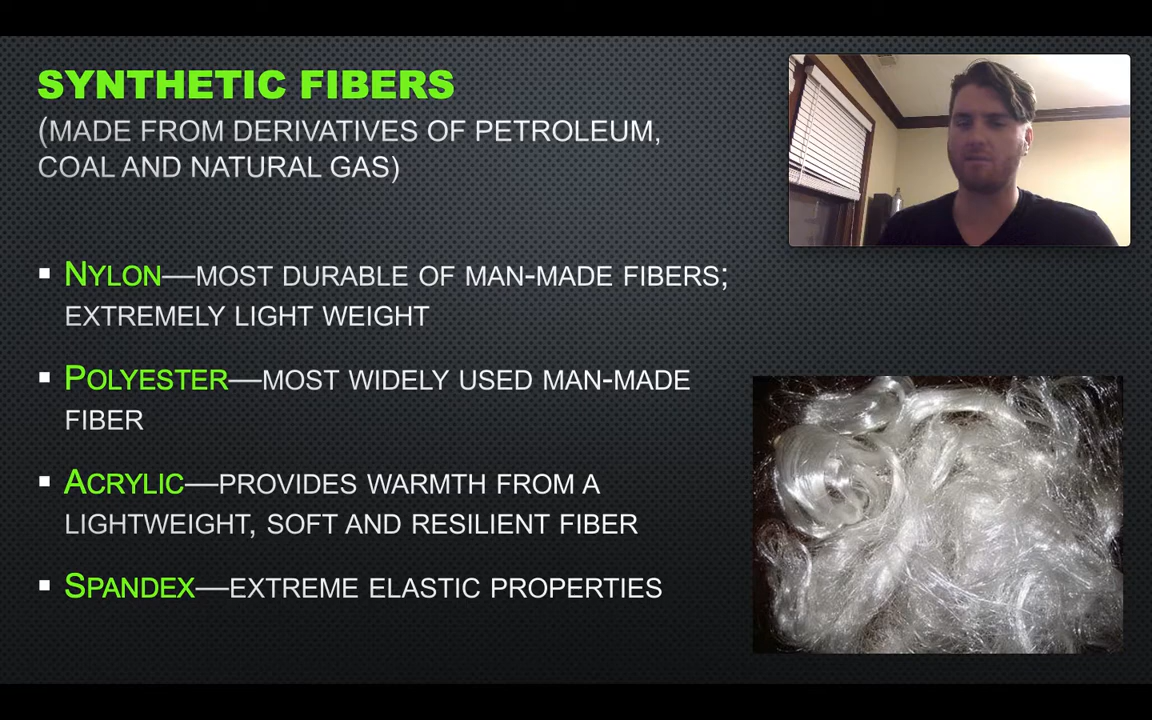 SYNTHETIC FIBERS
(MADE FROM DERIVATIVES OF PETROLEUM,
COAL AND NATURAL GAS)
▪ NYLON—MOST DURABLE OF MAN-MADE FIBERS;
EXTREMELY LIGHT WEIGHT
▪ POLYESTER—MOST WIDELY USED MAN-MADE
FIBER
▪ ACRYLIC—PROVIDES WARMTH FROM A
LIGHTWEIGHT, SOFT AND RESILIENT FIBER
▪ SPANDEX—EXTREME ELASTIC PROPERTIES